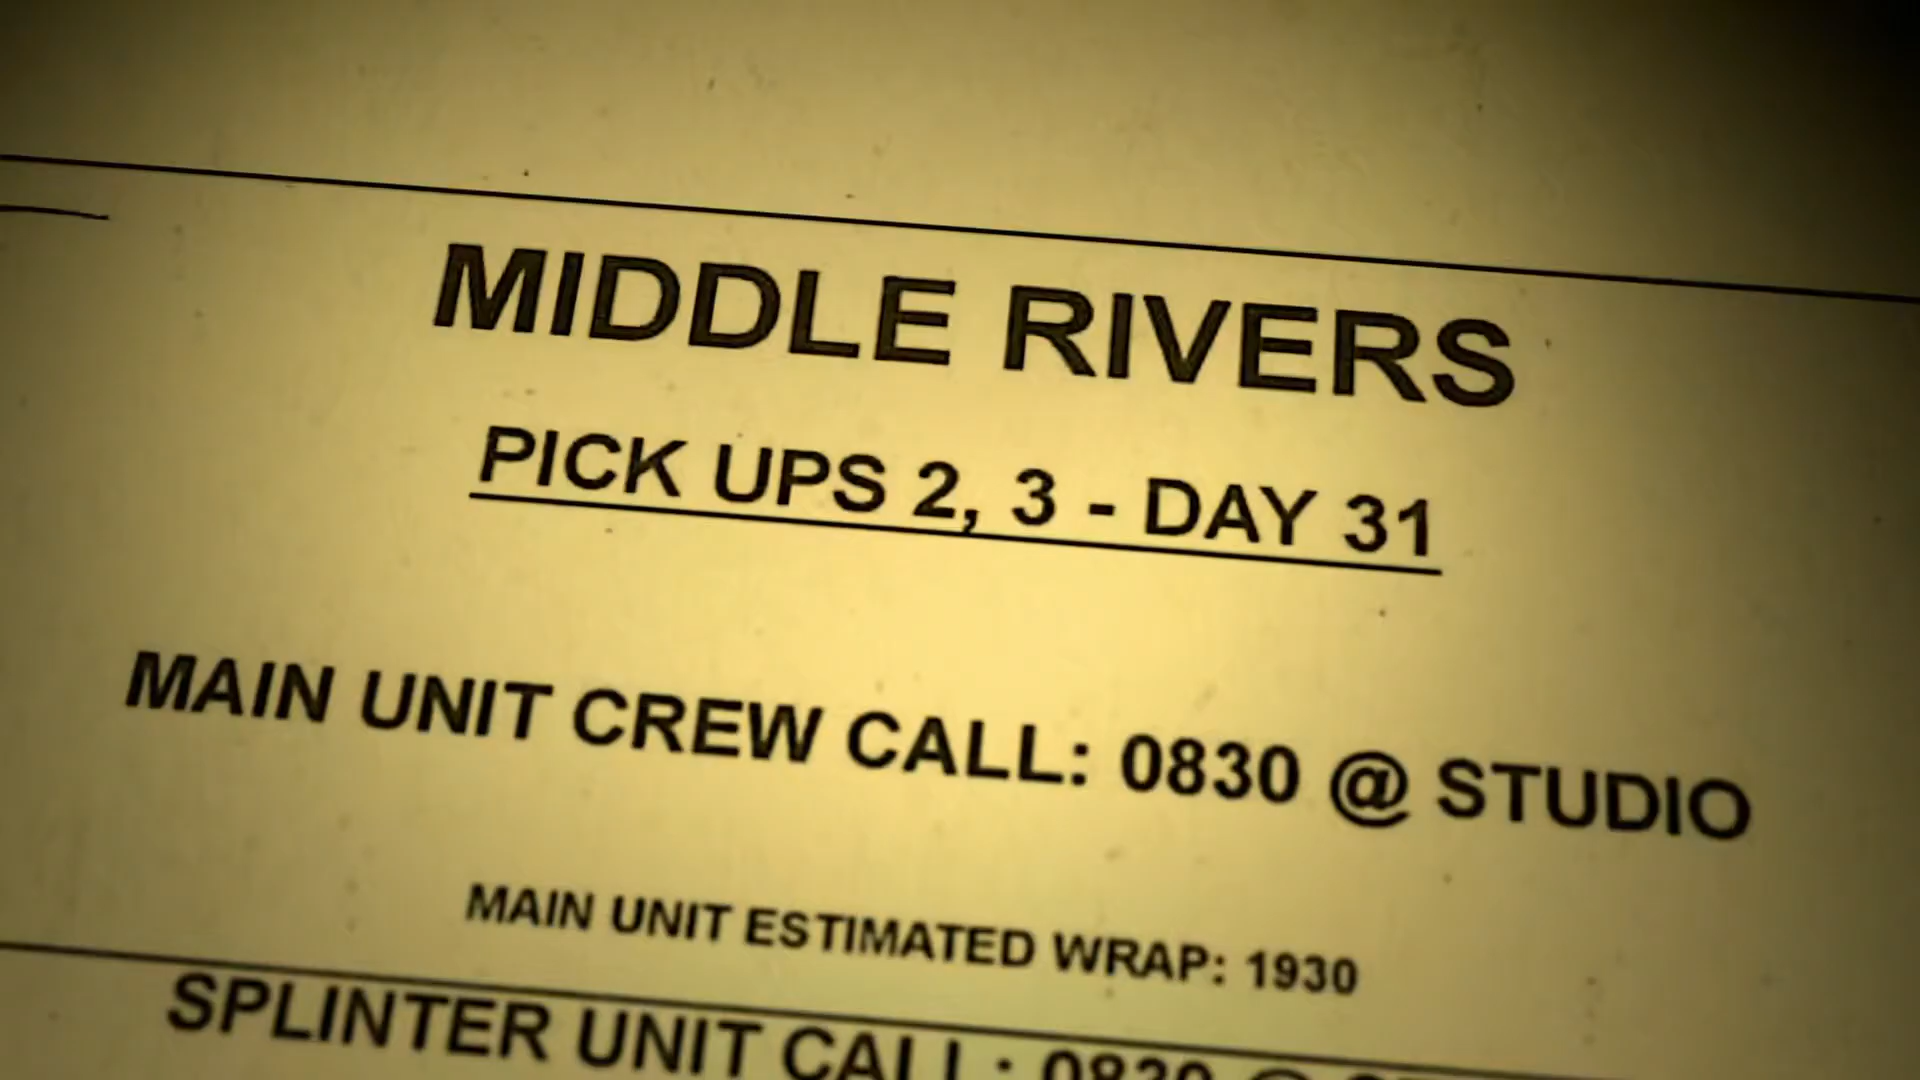 MIDDLE RIVERS
PICK UPS 2, 3 - DAY 31
MAIN UNIT CREW CALL: 0830 @ STUDIO
MAIN UNIT ESTIMATED WRAP: 1930
SPLINTER UNIT CALL: